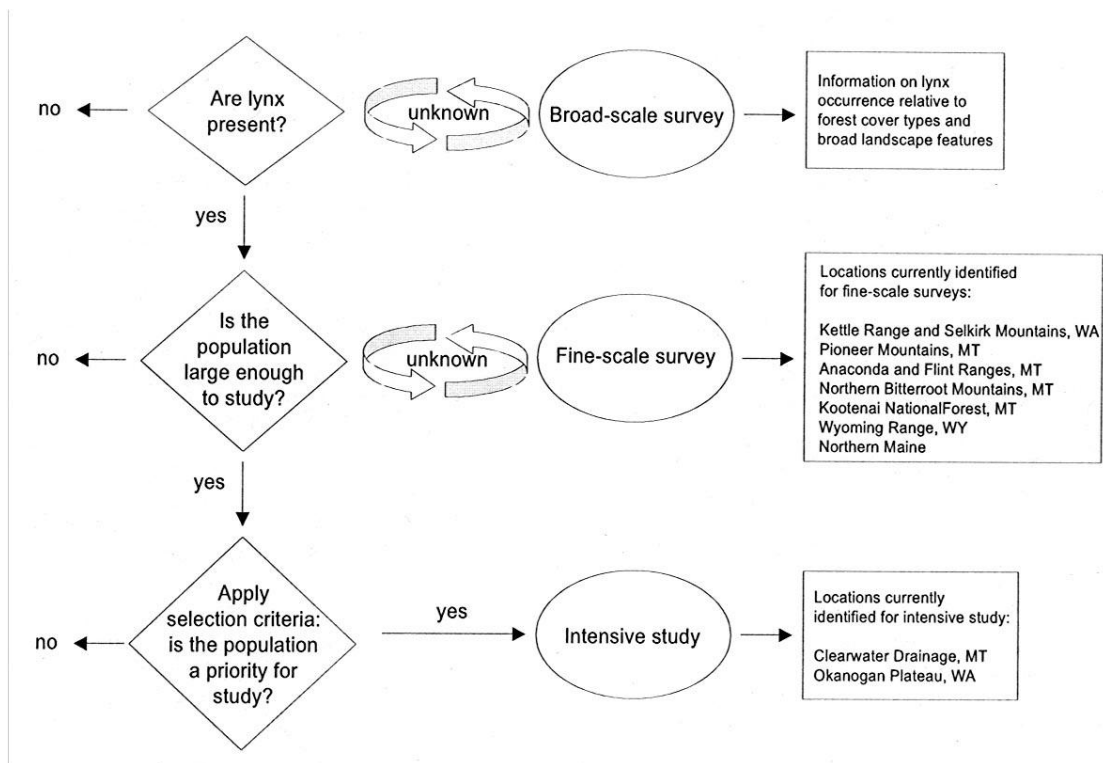 Are lynx
present?
no
unknown
Broad-scale survey
Information on lynx
occurrence relative to
forest cover types and
broad landscape features
yes
Is the
population
large enough
to study?
no
unknown
Fine-scale survey
Locations currently identified
for fine-scale surveys:
Kettle Range and Selkirk Mountains, WA
Pioneer Mountains, MT
Anaconda and Flint Ranges, MT
Northern Bitterroot Mountains, MT
Kootenai NationalForest, MT
Wyoming Range, WY
Northern Maine
yes
Apply
selection criteria:
is the population
a priority for
study?
no
yes
Intensive study
Locations currently
identified for intensive study:
Clearwater Drainage, MT
Okanogan Plateau, WA